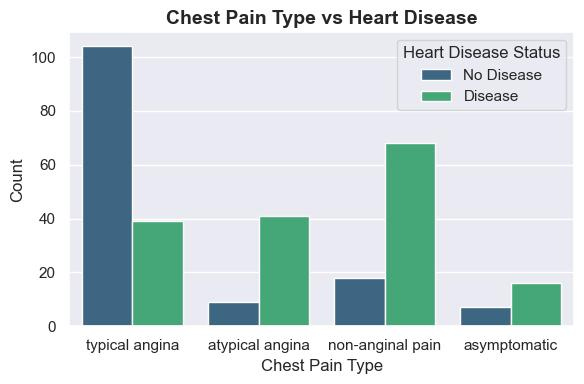 Chest Pain Type vs Heart Disease
Heart Disease Status
No Disease
Disease
Count
100
80
60
40
20
0
typical angina
atypical angina
non-anginal pain
asymptomatic
Chest Pain Type